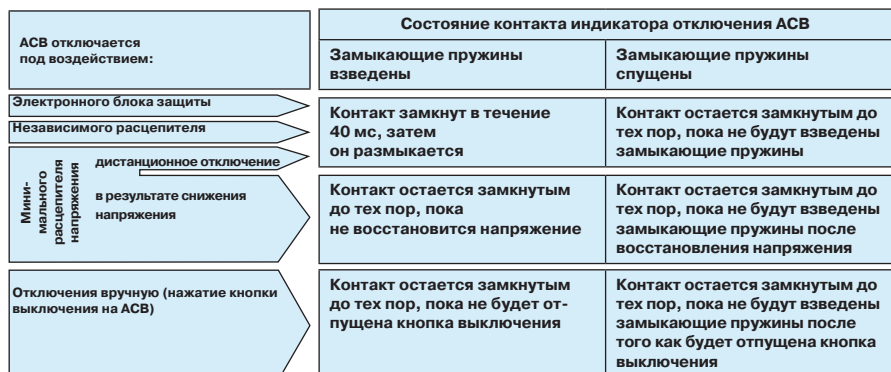 АСВ отключается
под воздействием:
Состояние контакта индикатора отключения АСВ
Замыкающие пружины
взведены
Замыкающие пружины
спущены
Электронного блока защиты
Независимого расцепителя
Мини-
мального
расцепителя
напряжения
дистанционное отключение
Контакт замкнут в течение
40 мс, затем
он размыкается
Контакт остается замкнутым до
тех пор, пока не будут взведены
замыкающие пружины
в результате снижения
напряжения
Контакт остается замкнутым
до тех пор, пока
не восстановится напряжение
Контакт остается замкнутым до
тех пор, пока не будут взведены
замыкающие пружины после
восстановления напряжения
Отключения вручную (нажатие кнопки
выключения на АСВ)
Контакт остается замкнутым
до тех пор, пока не будет от-
пущена кнопка выключения
Контакт остается замкнутым до
тех пор, пока не будут взведены
замыкающие пружины после
того как будет отпущена кнопка
выключения